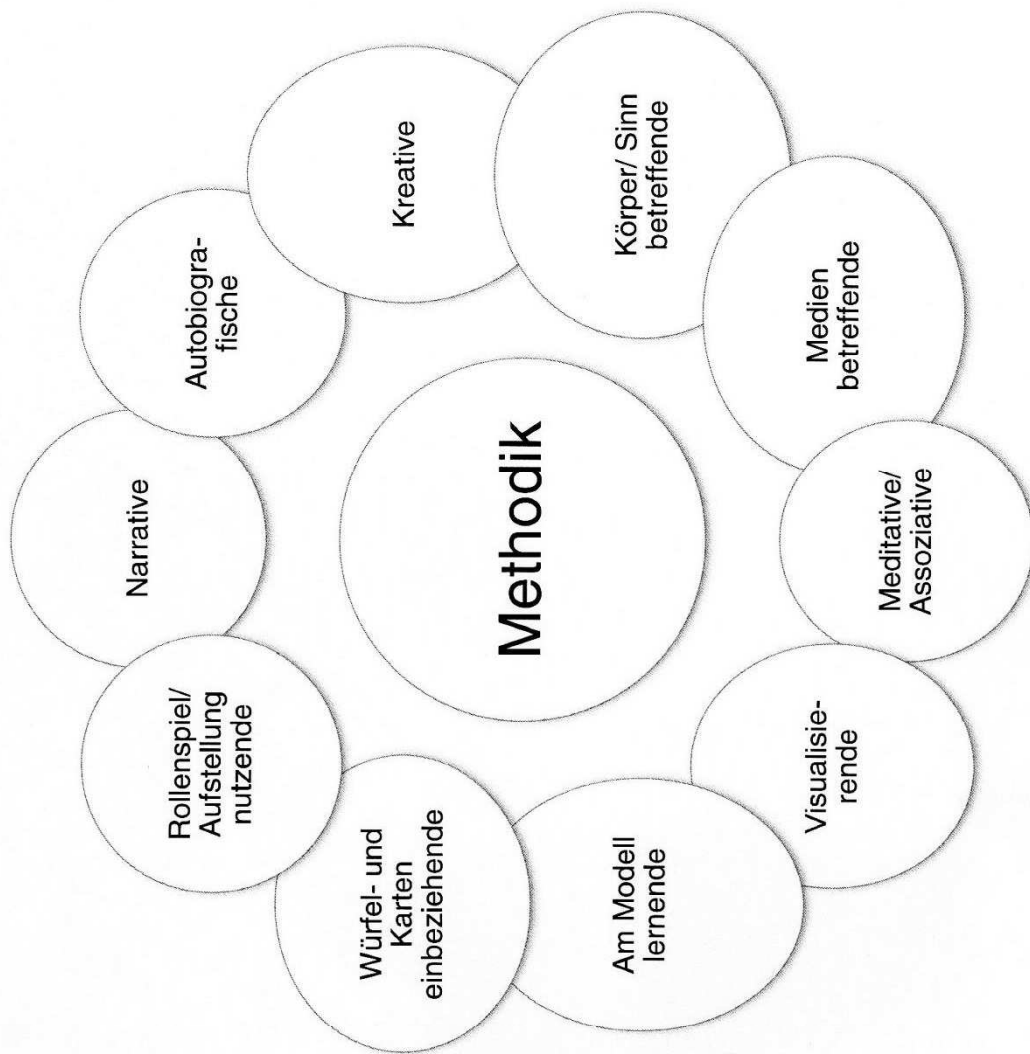 Methodik
Narrative
Autobiogra-
fische
Kreative
Körper/ Sinn
betreffende
Medien
betreffende
Meditative/
Assoziative
Visualisie-
rende
Am Modell
lernende
Würfel- und
Karten
einbeziehende
Rollenspiel/
Aufstellung
nutzende